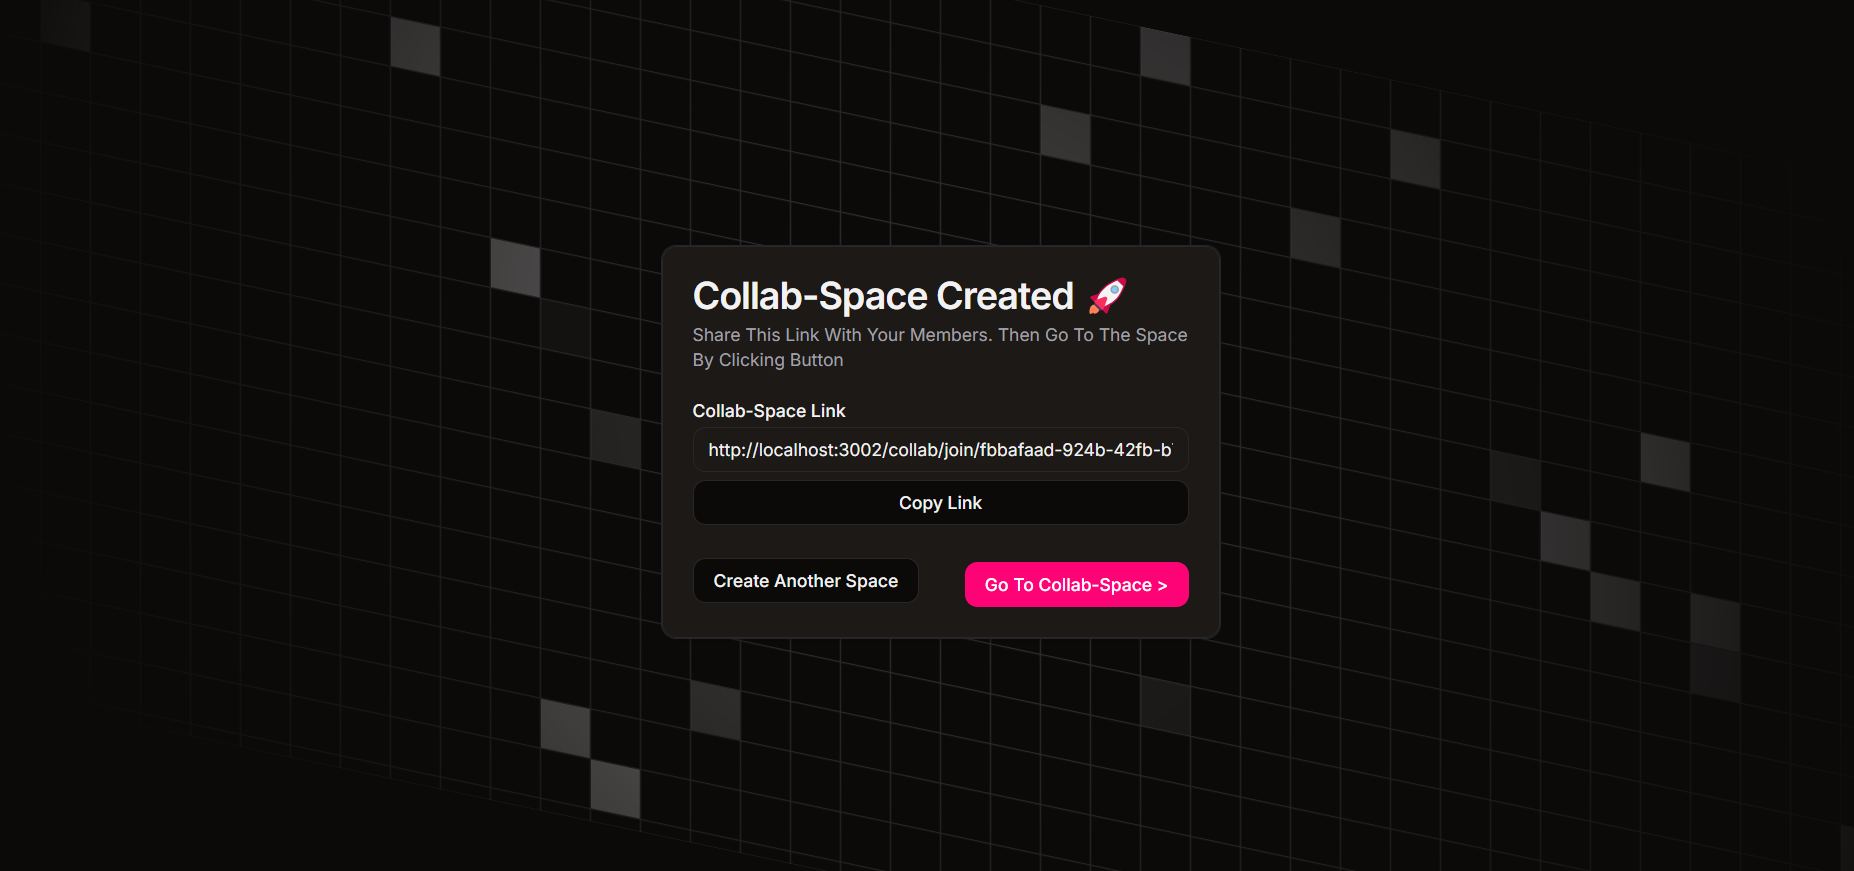 Collab-Space Created 🚀
Share This Link With Your Members. Then Go To The Space
By Clicking Button
Collab-Space Link
http://localhost:3002/collab/join/fbbafaad-924b-42fb-b
Copy Link
Create Another Space
Go To Collab-Space >